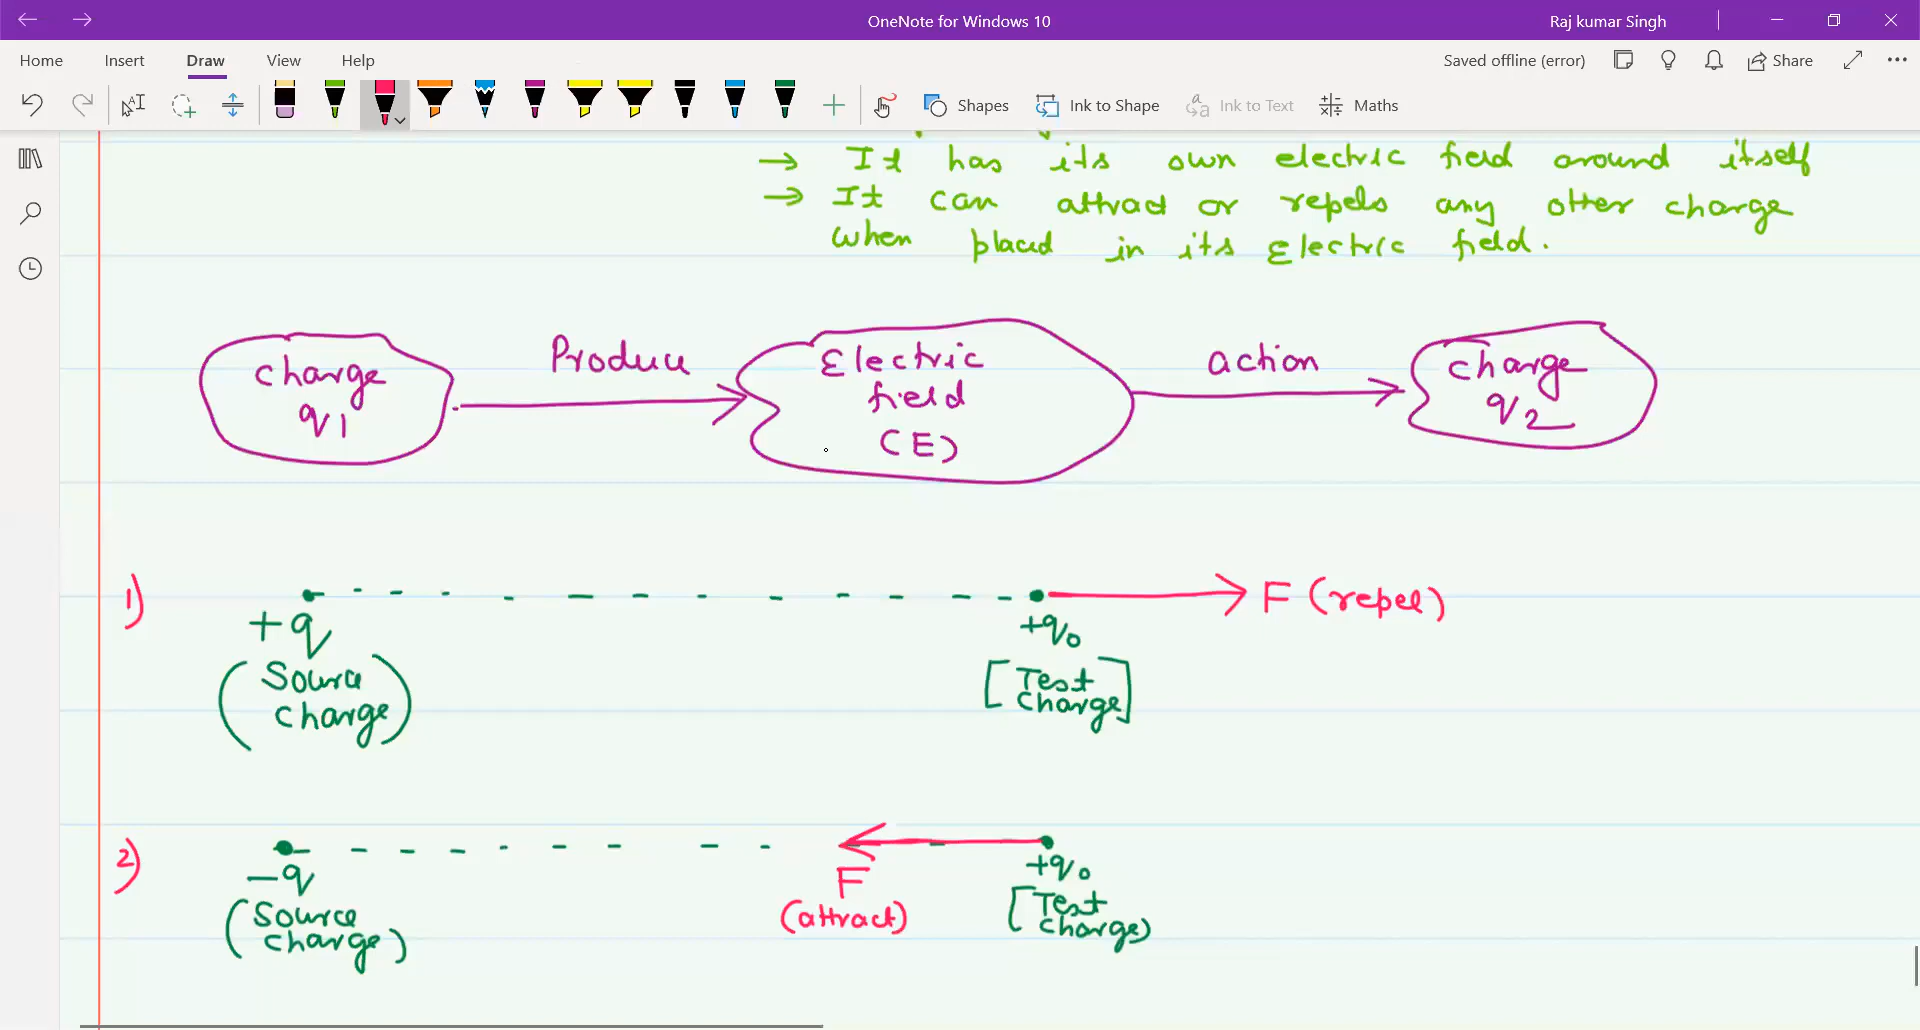 OneNote for Windows 10
Raj kumar Singh
Home Insert Draw View Help
Saved offline (error)
Share
Shapes
Ink to Shape
Ink to Text
Maths
→ It has its own electric field around itself
→ It can attract or repels any other charge
when placed in its Electric field.
Charge
q1
Produce
Electric
field
(E)
action
Charge
q2
1)
+q
(Source
charge)
+q0
[Test
Charge]
F (repel)
2)
-q
(Source
charge)
F
(attract)
+q0
[Test
Charge)